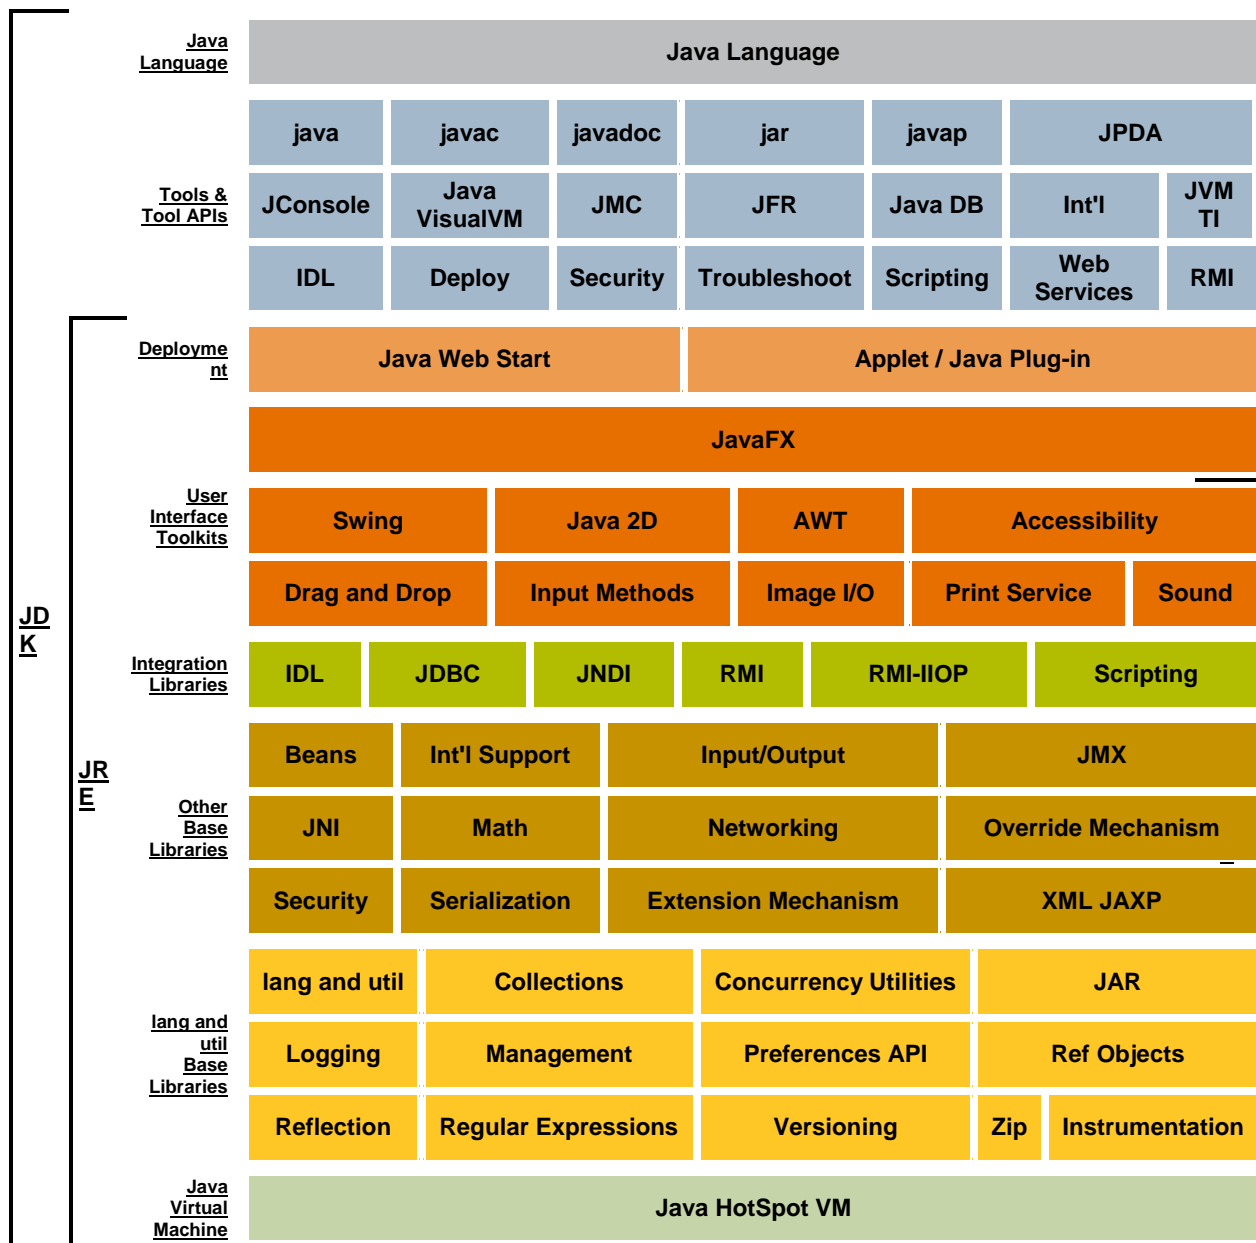 Java
Language
Java Language
java
javac
javadoc
jar
javap
JPDA
Tools &
Tool APIs
JConsole
Java
VisualVM
JMC
JFR
Java DB
Int'l
JVM
TI
IDL
Deploy
Security
Troubleshoot
Scripting
Web
Services
RMI
Deployme
nt
Java Web Start
Applet / Java Plug-in
JavaFX
User
Interface
Toolkits
Swing
Java 2D
AWT
Accessibility
Drag and Drop
Input Methods
Image I/O
Print Service
Sound
JD
K
Integration
Libraries
IDL
JDBC
JNDI
RMI
RMI-IIOP
Scripting
JR
E
Other
Base
Libraries
Beans
Int'l Support
Input/Output
JMX
JNI
Math
Networking
Override Mechanism
Security
Serialization
Extension Mechanism
XML JAXP
lang and
util
Base
Libraries
lang and util
Collections
Concurrency Utilities
JAR
Logging
Management
Preferences API
Ref Objects
Reflection
Regular Expressions
Versioning
Zip
Instrumentation
Java
Virtual
Machine
Java HotSpot VM